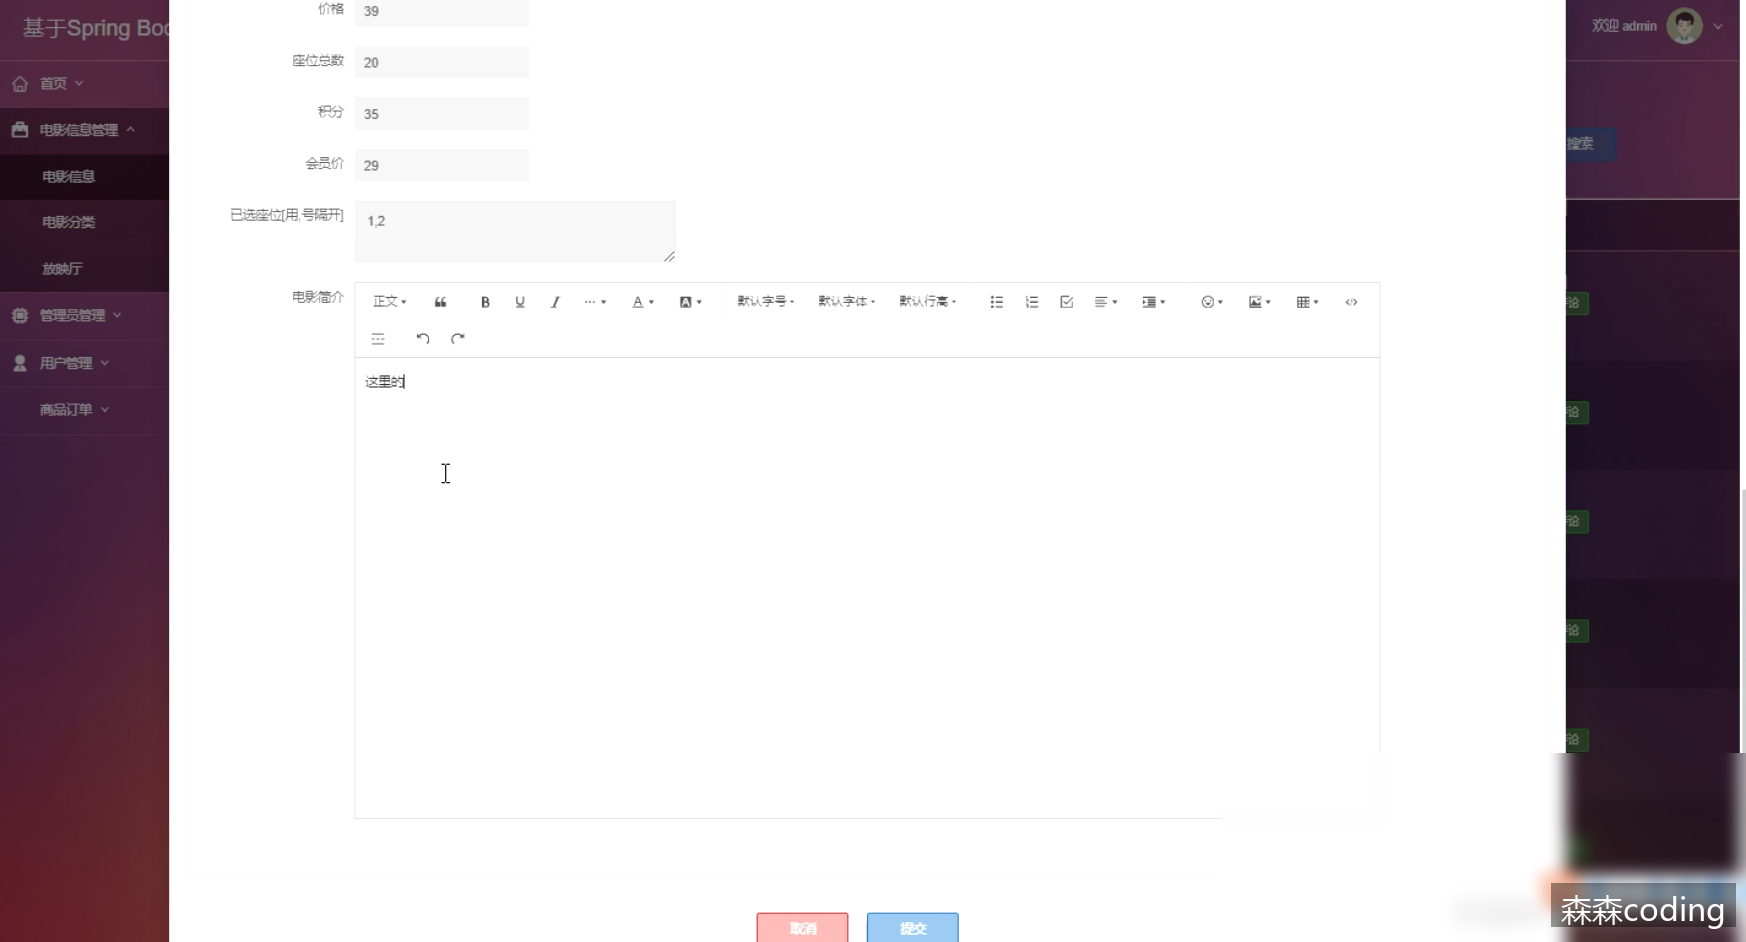 基于Spring Boo
欢迎 admin
首页
电影信息管理
电影信息
电影分类
放映厅
管理员管理
用户管理
商品订单
价格
39
座位总数
20
积分
35
会员价
29
已选座位[用,号隔开]
1,2
电影简介
正文
默认字号
默认字体
默认行高
这里的
取消
提交
搜索
论
论
论
论
论
森森coding